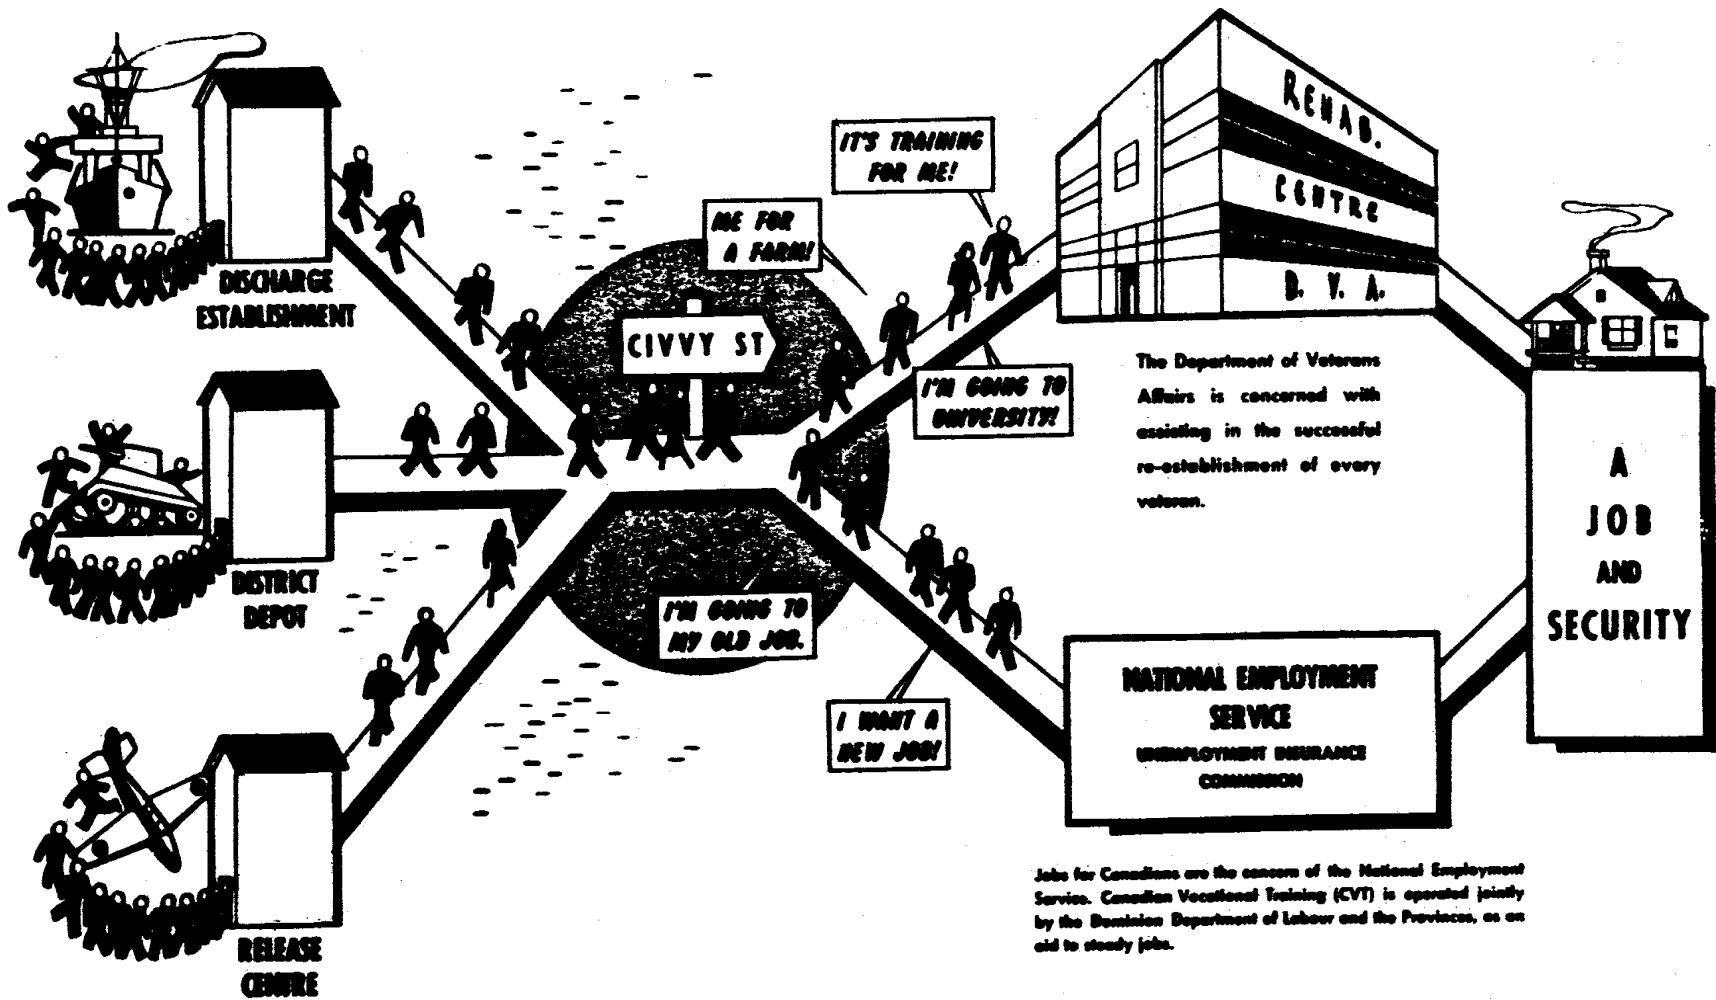 DISCHARGE
ESTABLISHMENT
DISTRICT
DEPOT
RELEASE
CENTRE
CIVVY ST
ME FOR
A FARM!
IT'S TRAINING
FOR ME!
I'M GOING TO
UNIVERSITY!
I'M GOING TO
MY OLD JOB.
I WANT A
NEW JOB!
REHAB.
CENTRE
D. V. A.
The Department of Veterans
Affairs is concerned with
assisting in the successful
re-establishment of every
veteran.
NATIONAL EMPLOYMENT
SERVICE
UNEMPLOYMENT INSURANCE
COMMISSION
A
JOB
AND
SECURITY
Jobs for Canadians are the concern of the National Employment
Service. Canadian Vocational Training (CVT) is operated jointly
by the Dominion Department of Labour and the Provinces, as an
aid to steady jobs.